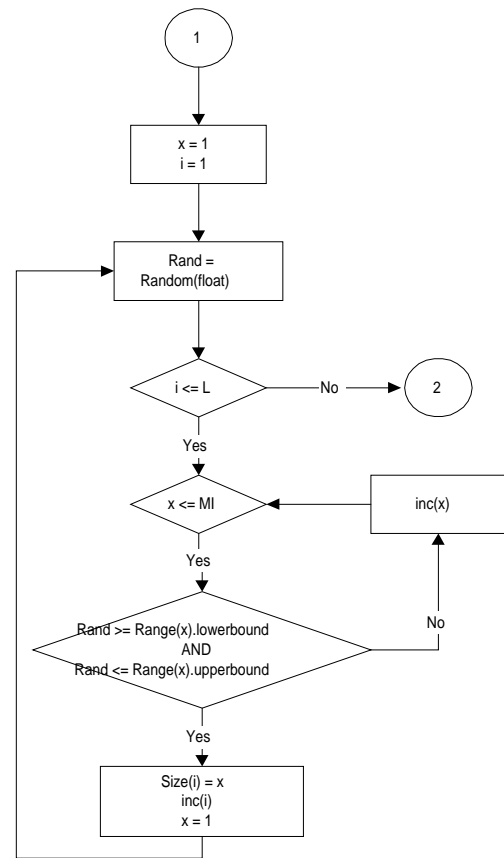 1
x = 1
i = 1
Rand =
Random(float)
i <= L
No
2
Yes
x <= MI
inc(x)
Yes
Rand >= Range(x).lowerbound
AND
Rand <= Range(x).upperbound
No
Yes
Size(i) = x
inc(i)
x = 1